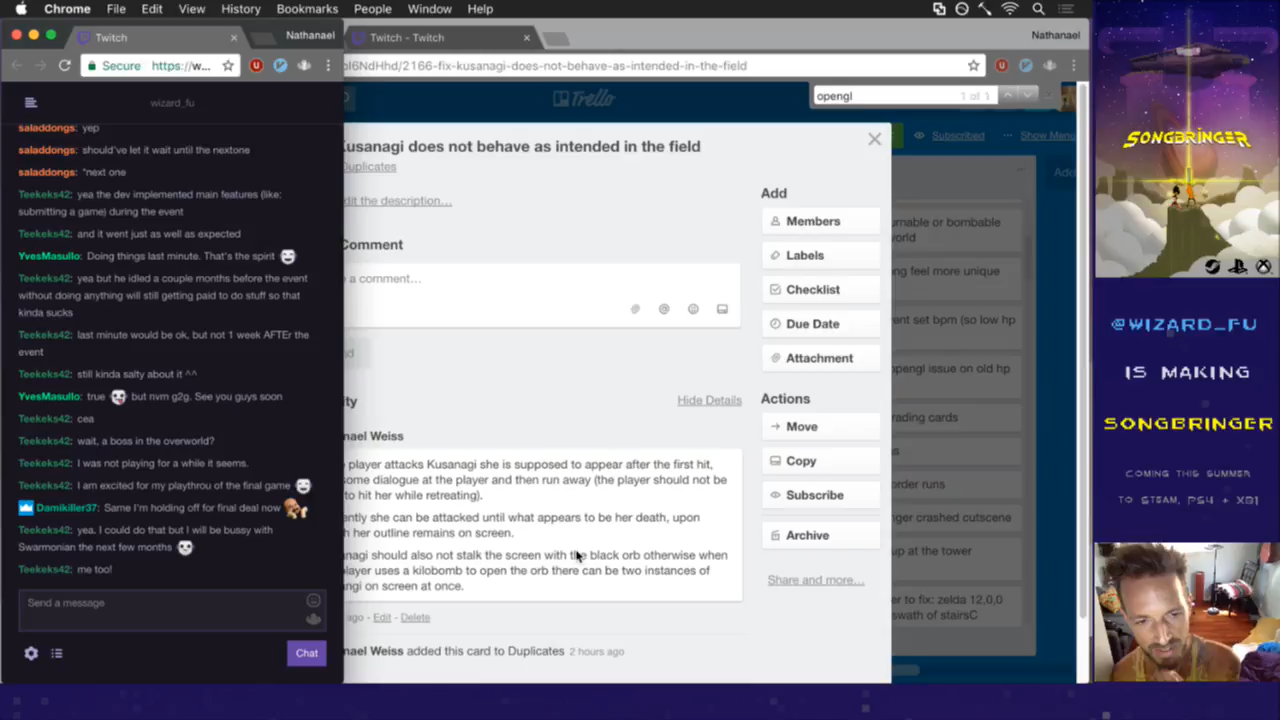 Chrome File Edit View History Bookmarks People Window Help
Twitch
Nathanael
Twitch - Twitch
Nathanael
Secure https://w...
6NdHhd/2166-fix-kusanagi-does-not-behave-as-intended-in-the-field
wizard_fu
Trello
opengl 1 of 1
saladdongs: yep
saladdongs: should've let it wait until the nextone
saladdongs: *next one
Teekeks42: yea the dev implemented main features (like:
submitting a game) during the event
Teekeks42: and it went just as well as expected
YvesMasullo: Doing things last minute. That's the spirit
Teekeks42: yea but he idled a couple months before the event
without doing anything will still getting paid to do stuff so that
kinda sucks
Teekeks42: last minute would be ok, but not 1 week AFTEr the
event
Teekeks42: still kinda salty about it ^^
YvesMasullo: true but nvm g2g. See you guys soon
Teekeks42: cea
Teekeks42: wait, a boss in the overworld?
Teekeks42: I was not playing for a while it seems.
Teekeks42: I am excited for my playthrou of the final game
Damikiller37: Same I'm holding off for final deal now
Teekeks42: yea. I could do that but I will be bussy with
Swarmonian the next few months
Teekeks42: me too!
Send a message
Chat
Kusanagi does not behave as intended in the field
Duplicates
dit the description...
Comment
e a comment...
ity
Hide Details
nael Weiss
player attacks Kusanagi she is supposed to appear after the first hit,
some dialogue at the player and then run away (the player should not be
to hit her while retreating).
ently she can be attacked until what appears to be her death, upon
h her outline remains on screen.
nagi should also not stalk the screen with the black orb otherwise when
player uses a kilobomb to open the orb there can be two instances of
ngi on screen at once.
ago - Edit - Delete
nael Weiss added this card to Duplicates 2 hours ago
Add
Members
Labels
Checklist
Due Date
Attachment
Actions
Move
Copy
Subscribe
Archive
Share and more...
Subscribed
Show Menu
Add
urnable or bombable
world
ng feel more unique
ent set bpm (so low hp
opengl issue on old hp
rading cards
order runs
nger crashed cutscene
up at the tower
er to fix: zelda 12,0,0
swath of stairsC
SONGBRINGER
@WIZARD_FU
IS MAKING
SONGBRINGER
COMING THIS SUMMER
TO STEAM, PS4 + XB1